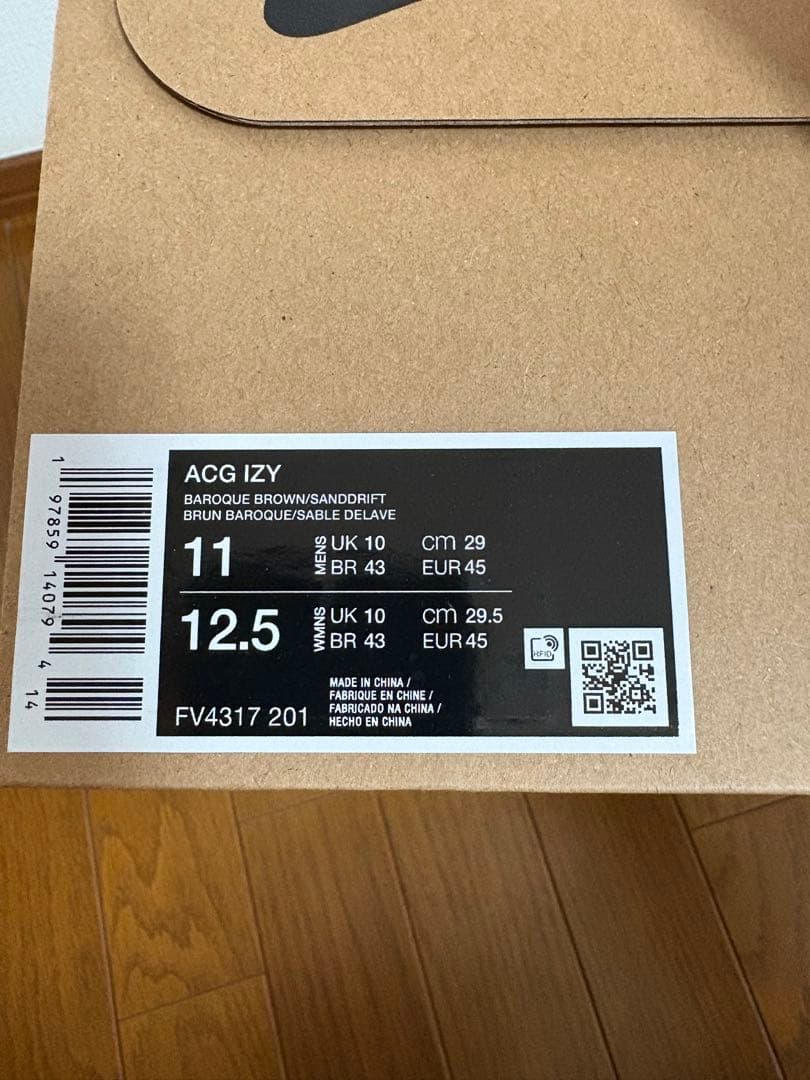 ACG IZY
BAROQUE BROWN/SANDDRIFT
BRUN BAROQUE/SABLE DELAVE
11 MENS UK 10 cm 29
BR 43 EUR 45
12.5 WMNS UK 10 cm 29.5
BR 43 EUR 45
RFID
MADE IN CHINA /
FABRIQUE EN CHINE /
FABRICADO NA CHINA /
HECHO EN CHINA
FV4317 201
1 97859 14079 4 14